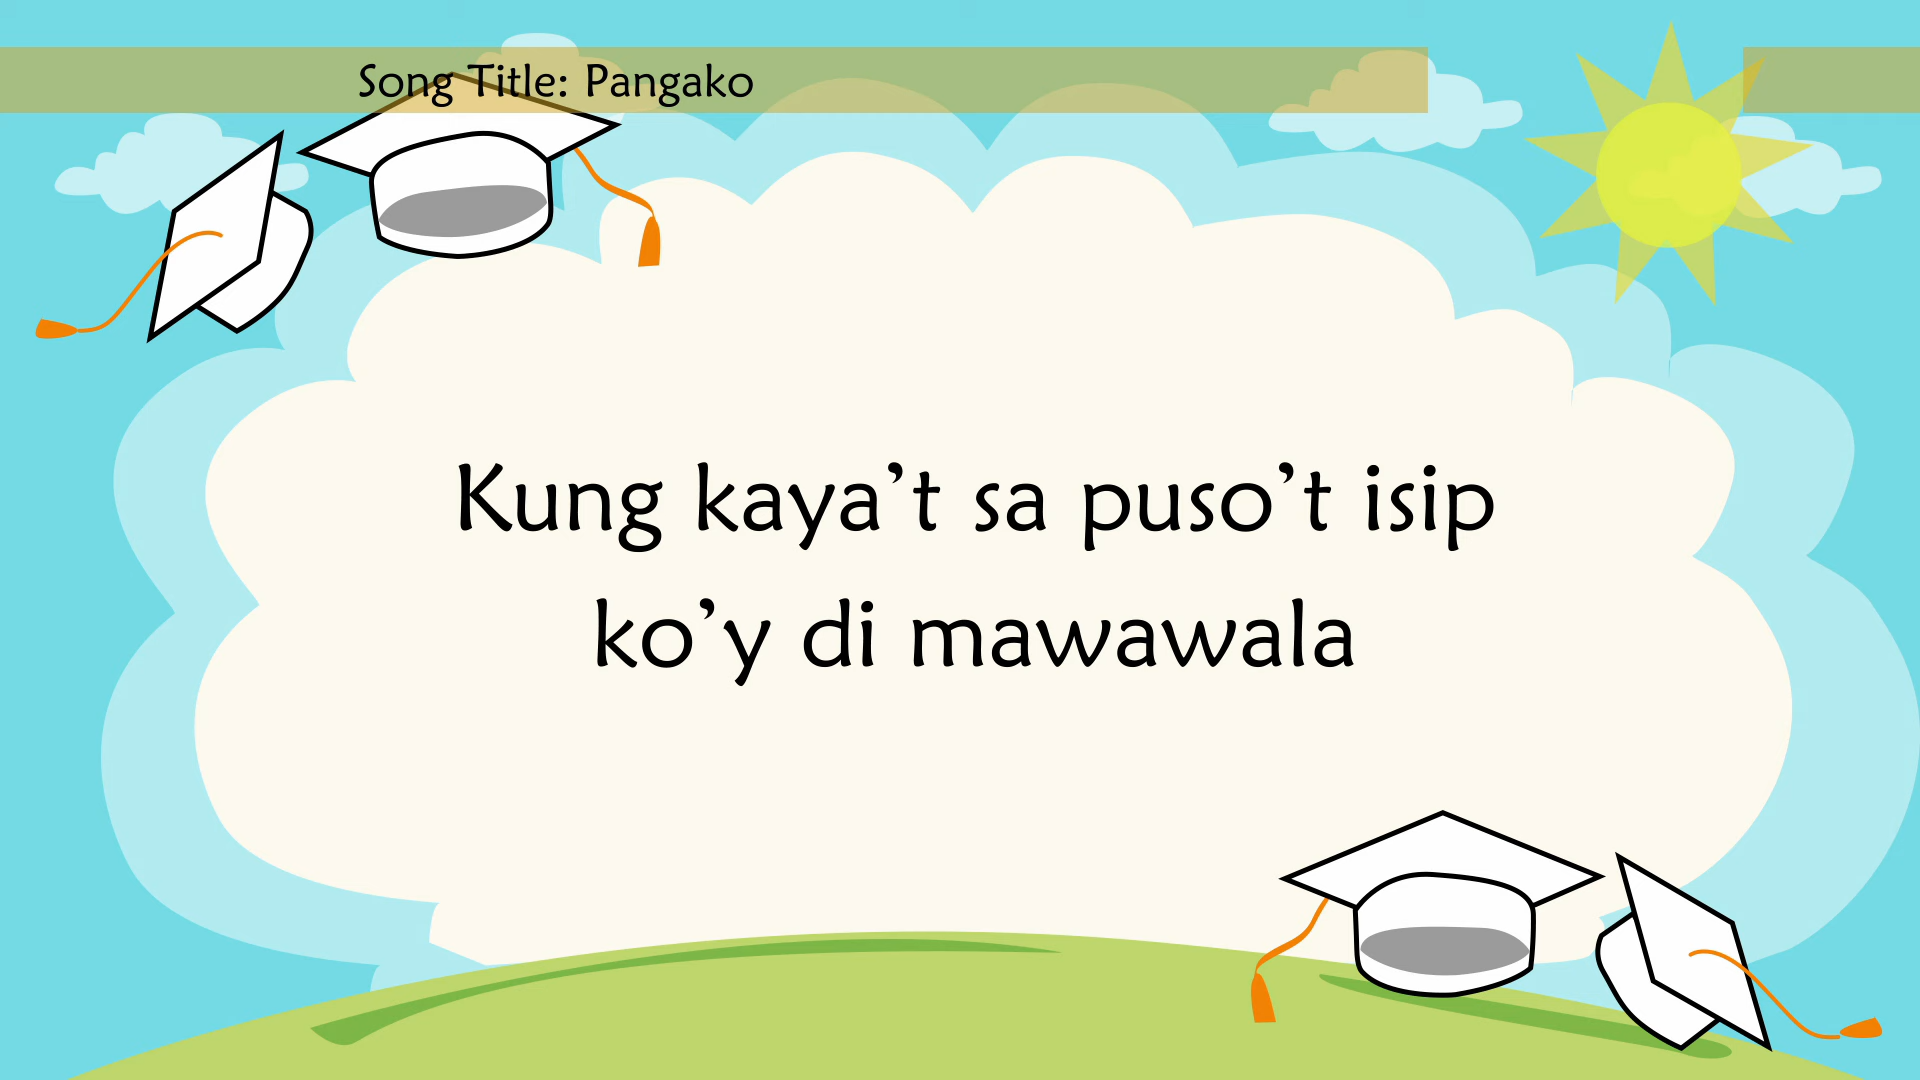 Song Title: Pangako
Kung kaya’t sa puso’t isip
ko’y di mawawala